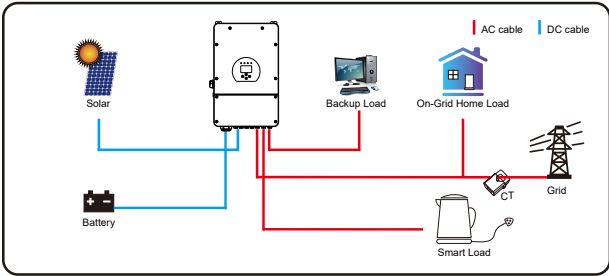 AC cable
DC cable
Solar
Backup Load
On-Grid Home Load
CT
Grid
Battery
Smart Load